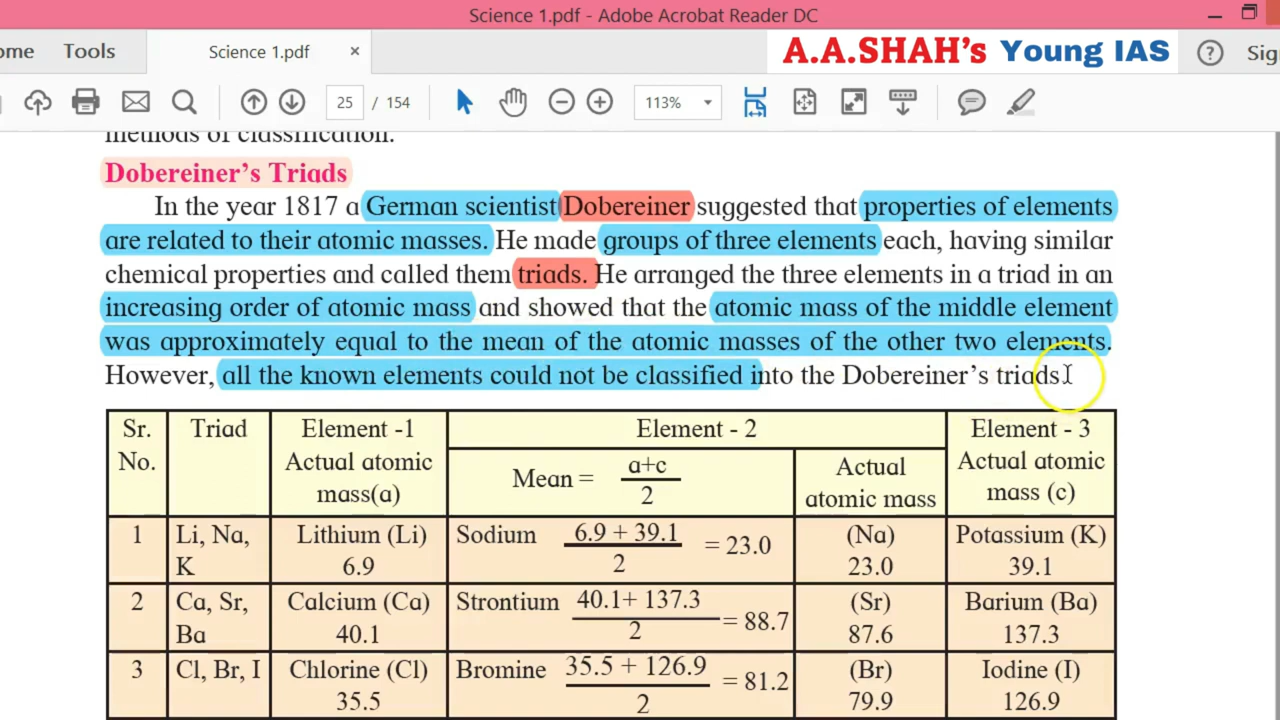 Science 1.pdf - Adobe Acrobat Reader DC
ome Tools Science 1.pdf × A.A.SHAH's Young IAS ? Sig
25 / 154 113%
methods of classification.
Dobereiner's Triads
In the year 1817 a German scientist Dobereiner suggested that properties of elements
are related to their atomic masses. He made groups of three elements each, having similar
chemical properties and called them triads. He arranged the three elements in a triad in an
increasing order of atomic mass and showed that the atomic mass of the middle element
was approximately equal to the mean of the atomic masses of the other two elements.
However, all the known elements could not be classified into the Dobereiner's triads.
Sr. No. Triad Element -1 Actual atomic mass(a) Element - 2 Element - 3 Actual atomic mass (c)
Mean = a+c / 2 Actual atomic mass
1 Li, Na, K Lithium (Li) 6.9 Sodium 6.9 + 39.1 / 2 = 23.0 (Na) 23.0 Potassium (K) 39.1
2 Ca, Sr, Ba Calcium (Ca) 40.1 Strontium 40.1+ 137.3 / 2 = 88.7 (Sr) 87.6 Barium (Ba) 137.3
3 Cl, Br, I Chlorine (Cl) 35.5 Bromine 35.5 + 126.9 / 2 = 81.2 (Br) 79.9 Iodine (I) 126.9